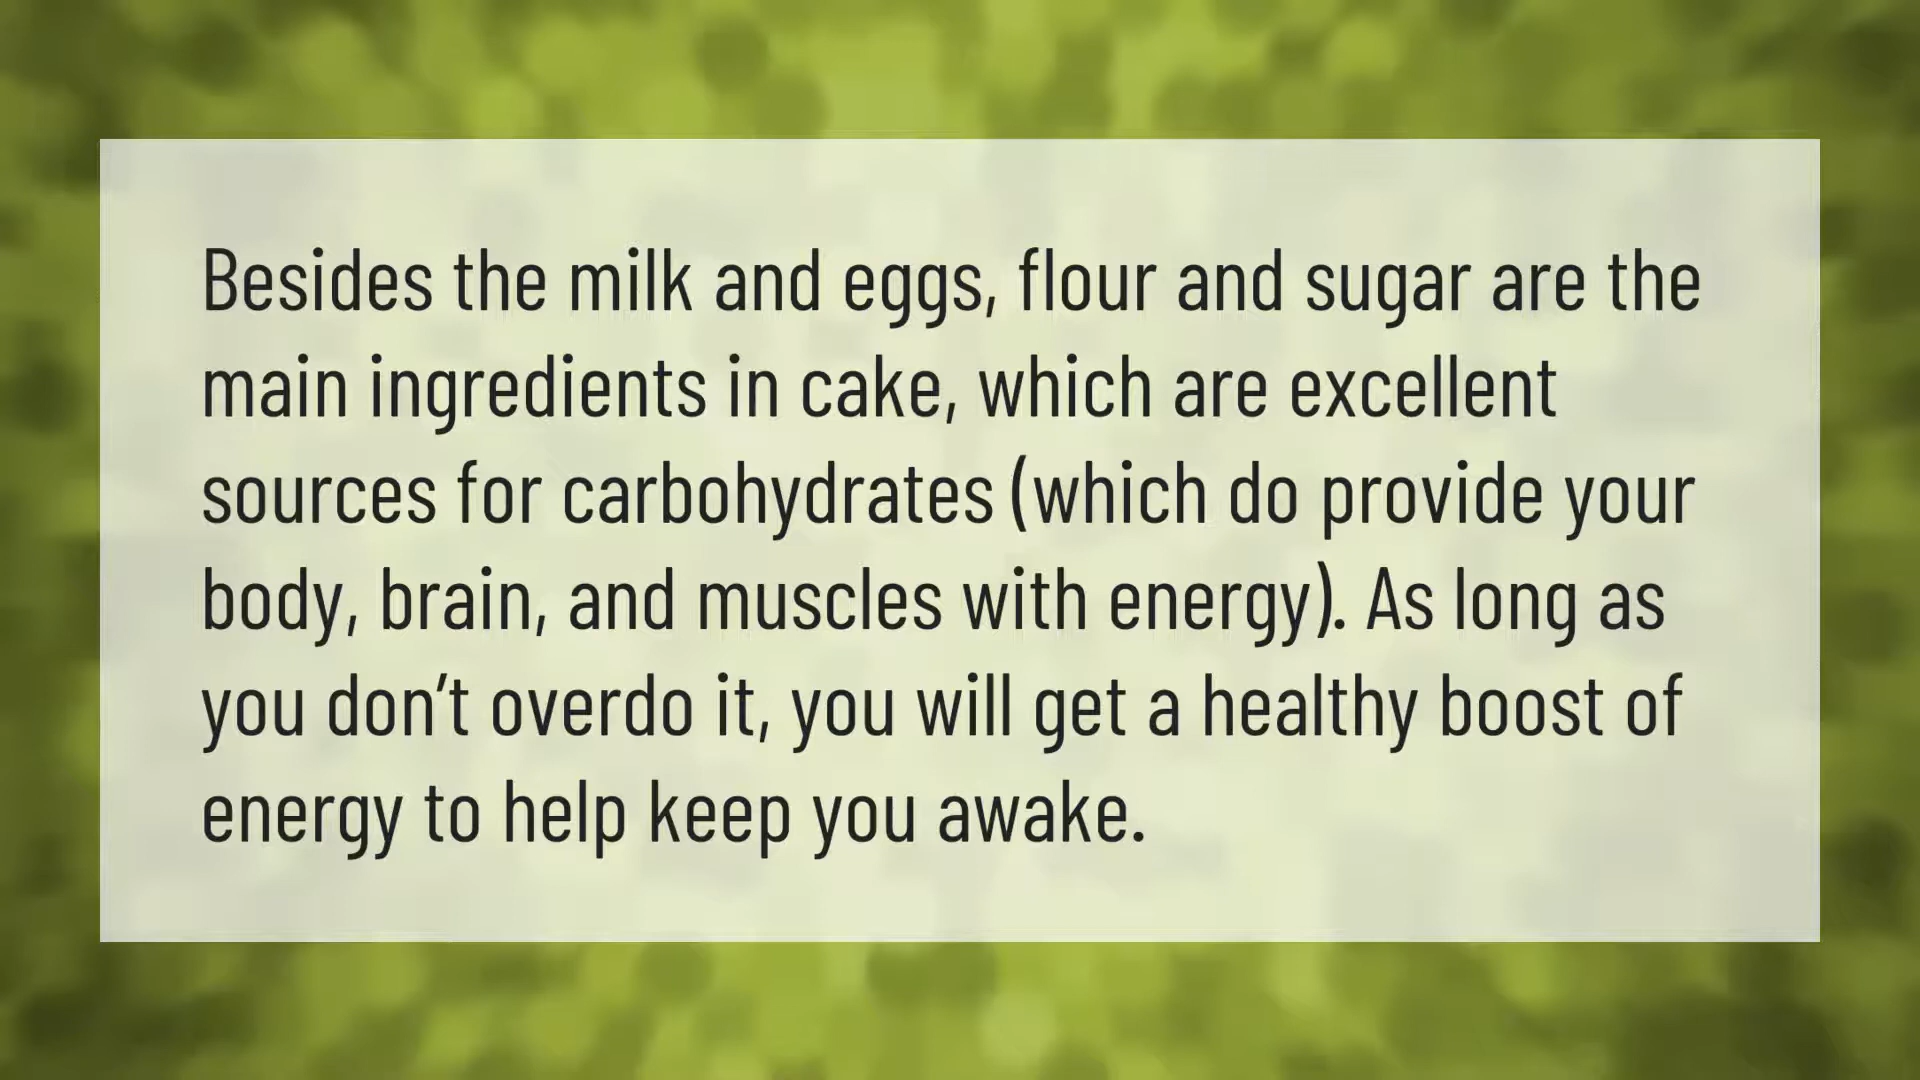 Besides the milk and eggs, flour and sugar are the
main ingredients in cake, which are excellent
sources for carbohydrates (which do provide your
body, brain, and muscles with energy). As long as
you don’t overdo it, you will get a healthy boost of
energy to help keep you awake.